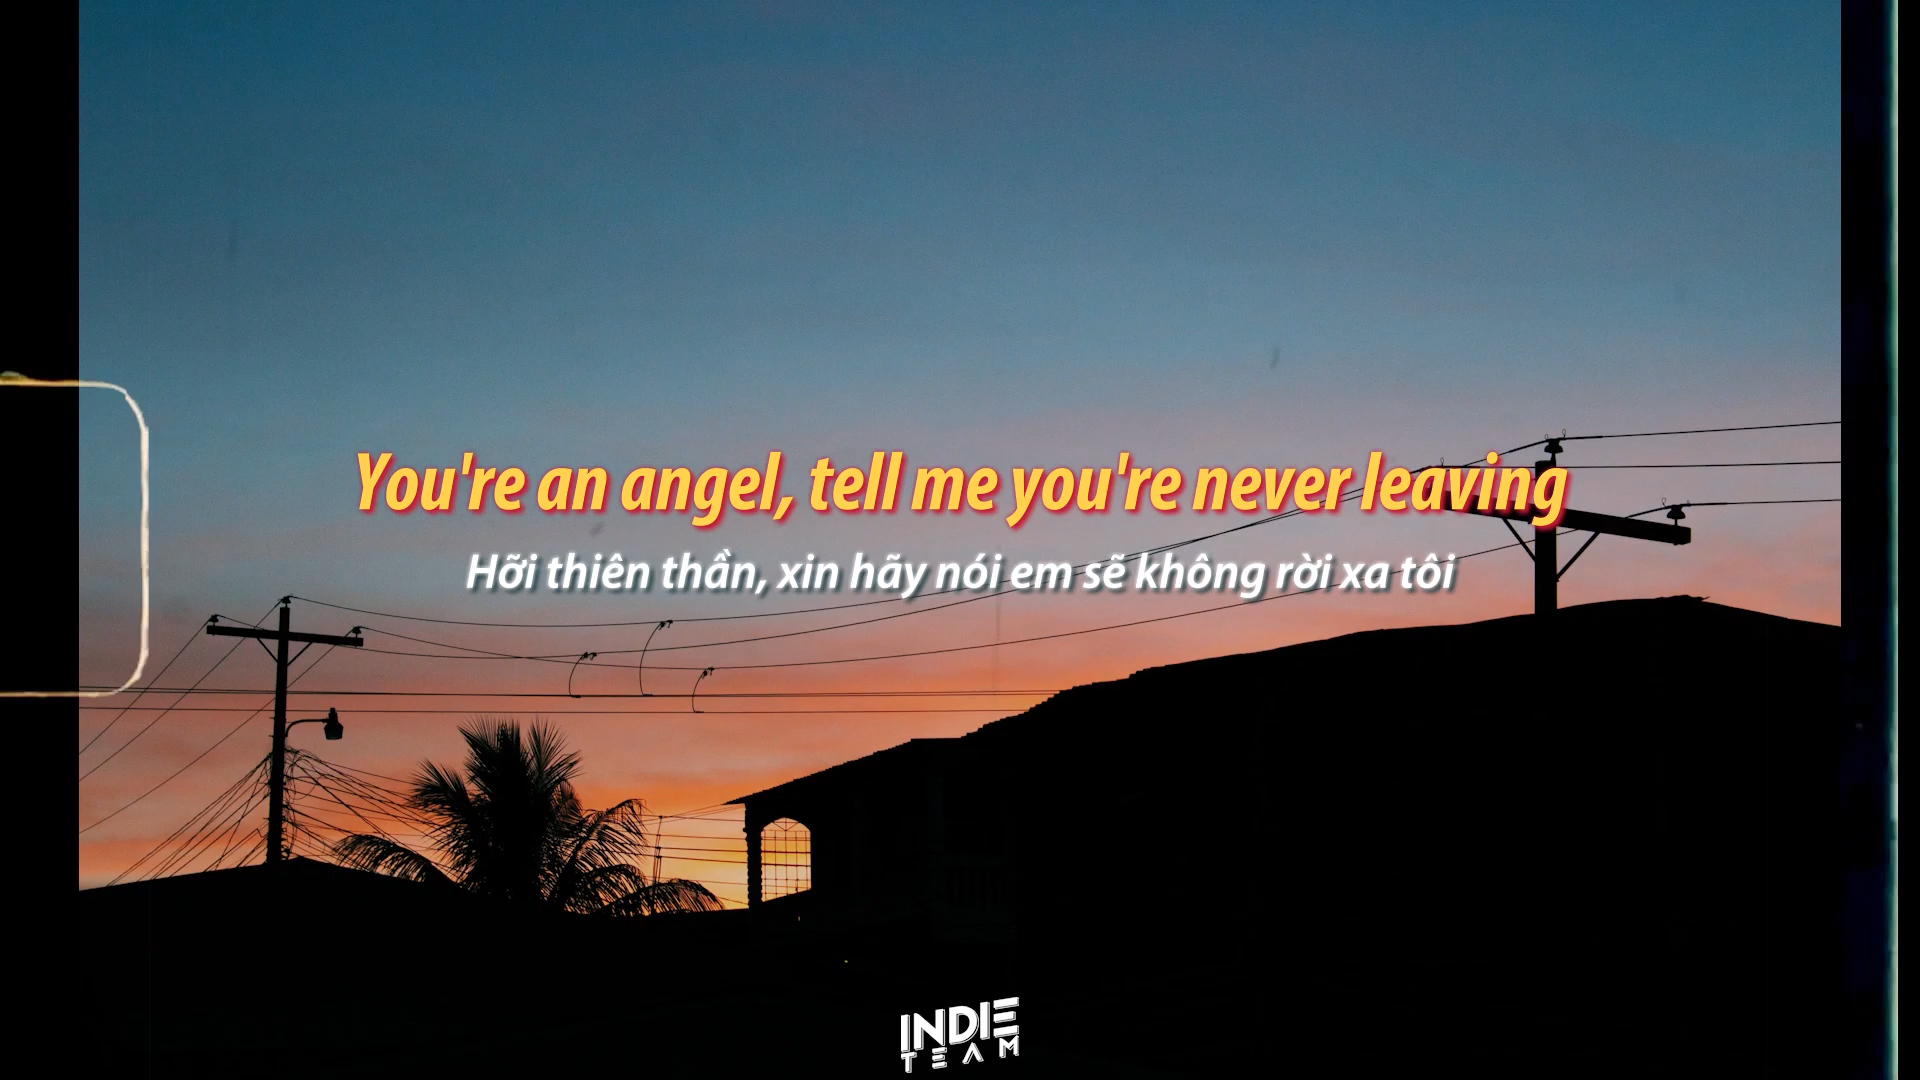 You're an angel, tell me you're never leaving
Hỡi thiên thần, xin hãy nói em sẽ không rời xa tôi
INDIE
TEAM